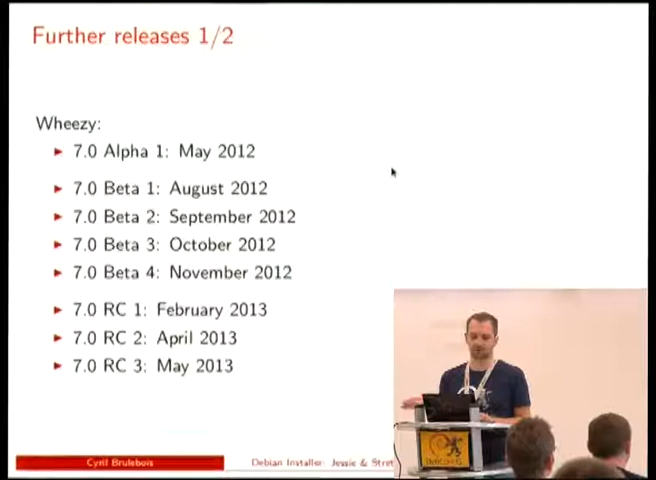 Further releases 1/2
Wheezy:
7.0 Alpha 1: May 2012
7.0 Beta 1: August 2012
7.0 Beta 2: September 2012
7.0 Beta 3: October 2012
7.0 Beta 4: November 2012
7.0 RC 1: February 2013
7.0 RC 2: April 2013
7.0 RC 3: May 2013
Cyril Brulebois
Debian Installer: Jessie & Stret